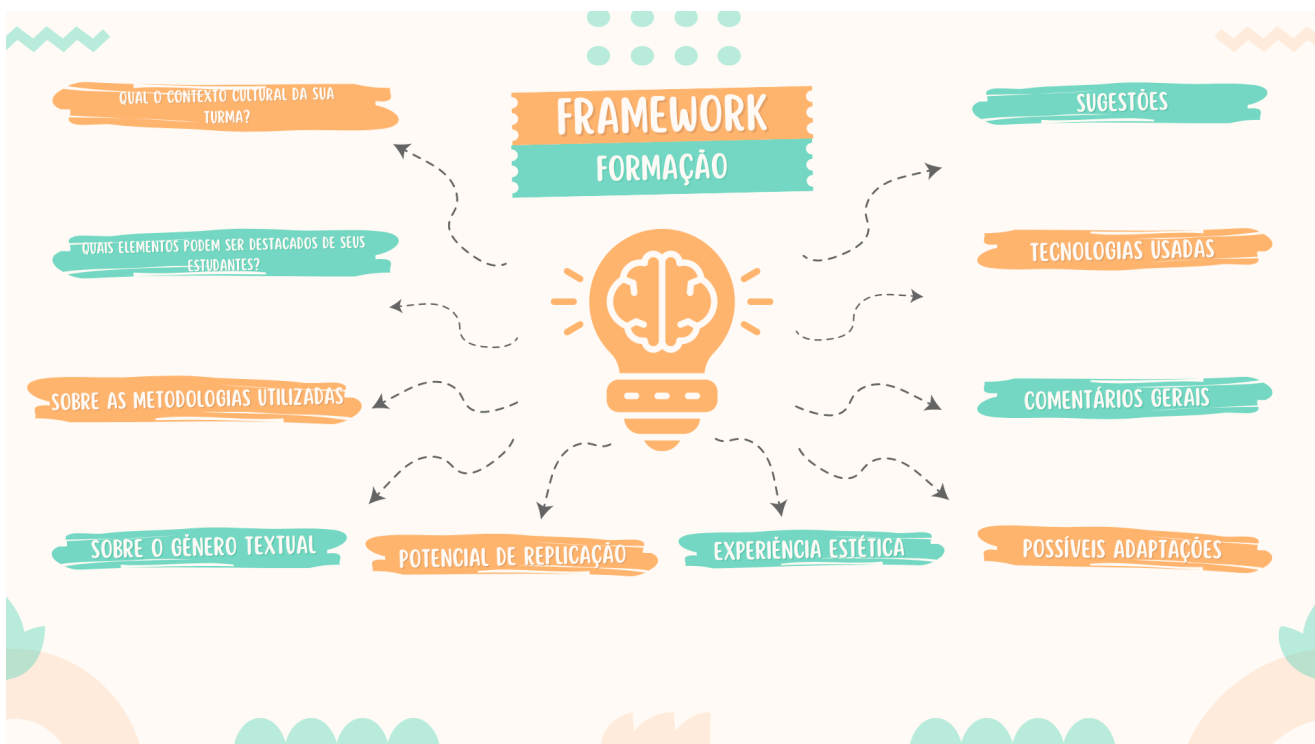 FRAMEWORK
FORMAÇÃO
QUAL O CONTEXTO CULTURAL DA SUA
TURMA?
QUAIS ELEMENTOS PODEM SER DESTACADOS DE SEUS
ESTUDANTES?
SOBRE AS METODOLOGIAS UTILIZADAS
SOBRE O GÊNERO TEXTUAL
POTENCIAL DE REPLICAÇÃO
EXPERIÊNCIA ESTÉTICA
POSSÍVEIS ADAPTAÇÕES
COMENTÁRIOS GERAIS
TECNOLOGIAS USADAS
SUGESTÕES